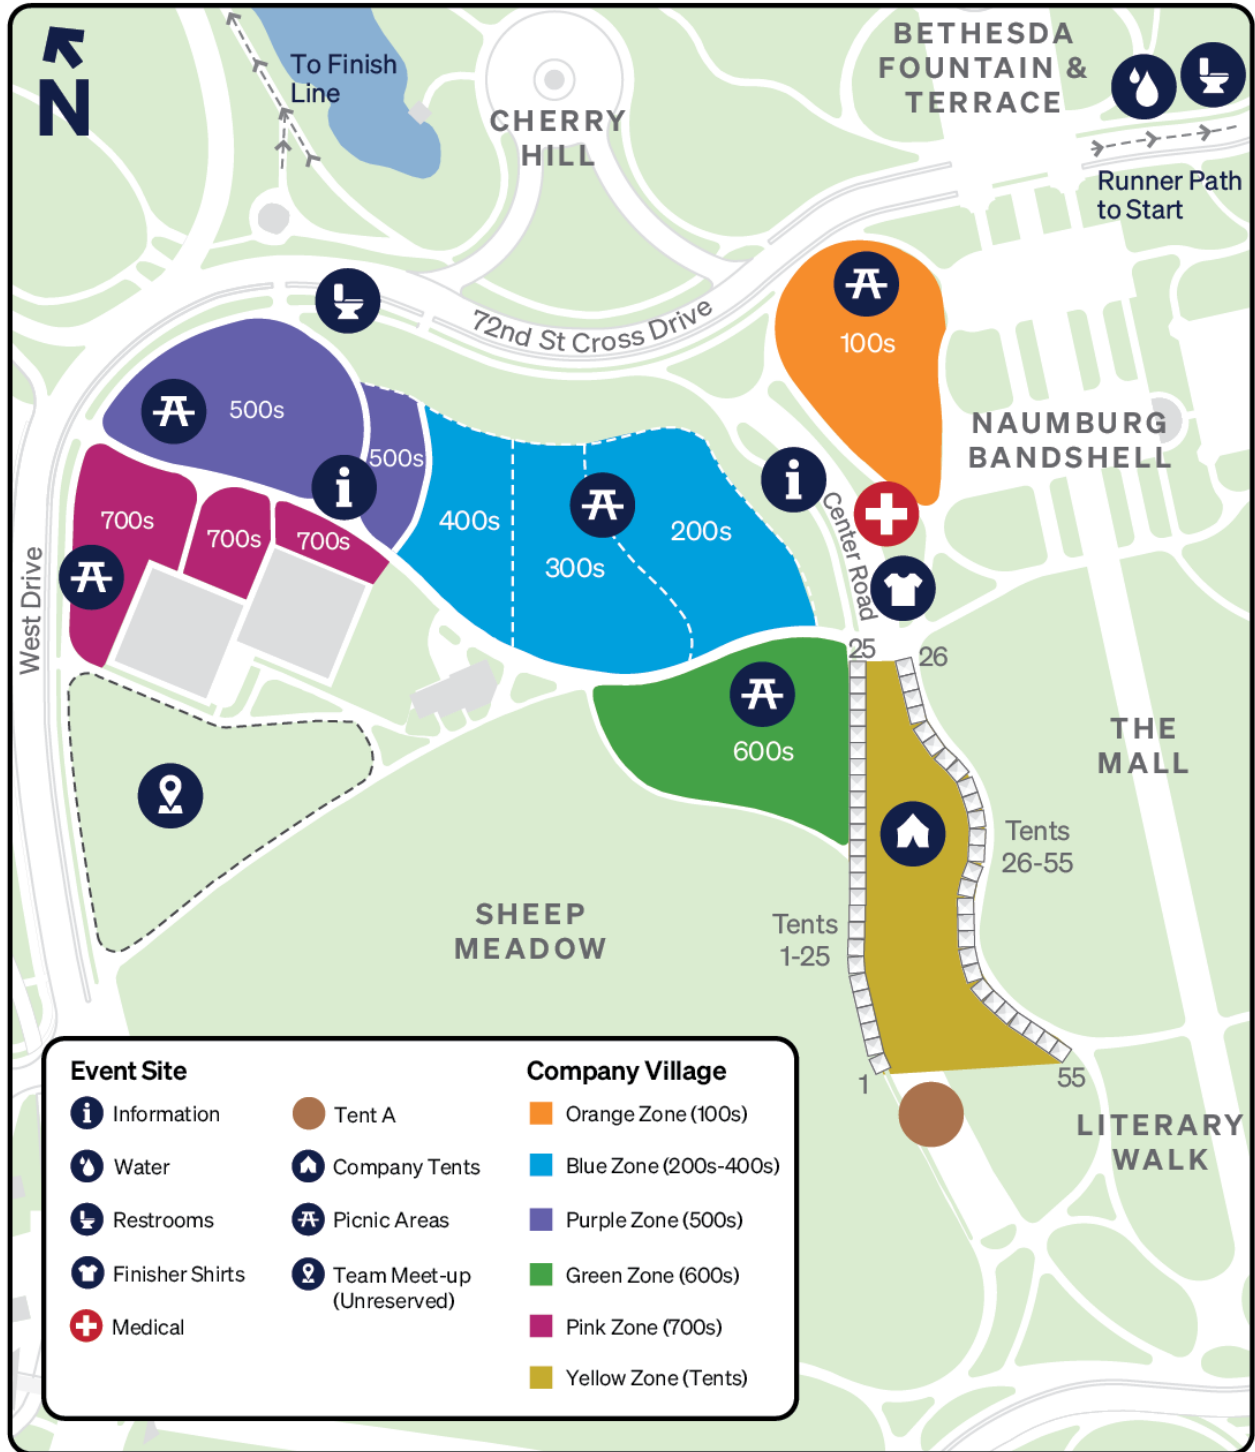 N
To Finish
Line
CHERRY
HILL
BETHESDA
FOUNTAIN &
TERRACE
Runner Path
to Start
72nd St Cross Drive
100s
500s
500s
NAUMBURG
BANDSHELL
700s
700s
700s
400s
300s
200s
Center Road
West Drive
25
26
600s
THE
MALL
Tents
26-55
SHEEP
MEADOW
Tents
1-25
1
55
LITERARY
WALK
Event Site
Information
Water
Restrooms
Finisher Shirts
Medical
Tent A
Company Tents
Picnic Areas
Team Meet-up
(Unreserved)
Company Village
Orange Zone (100s)
Blue Zone (200s-400s)
Purple Zone (500s)
Green Zone (600s)
Pink Zone (700s)
Yellow Zone (Tents)